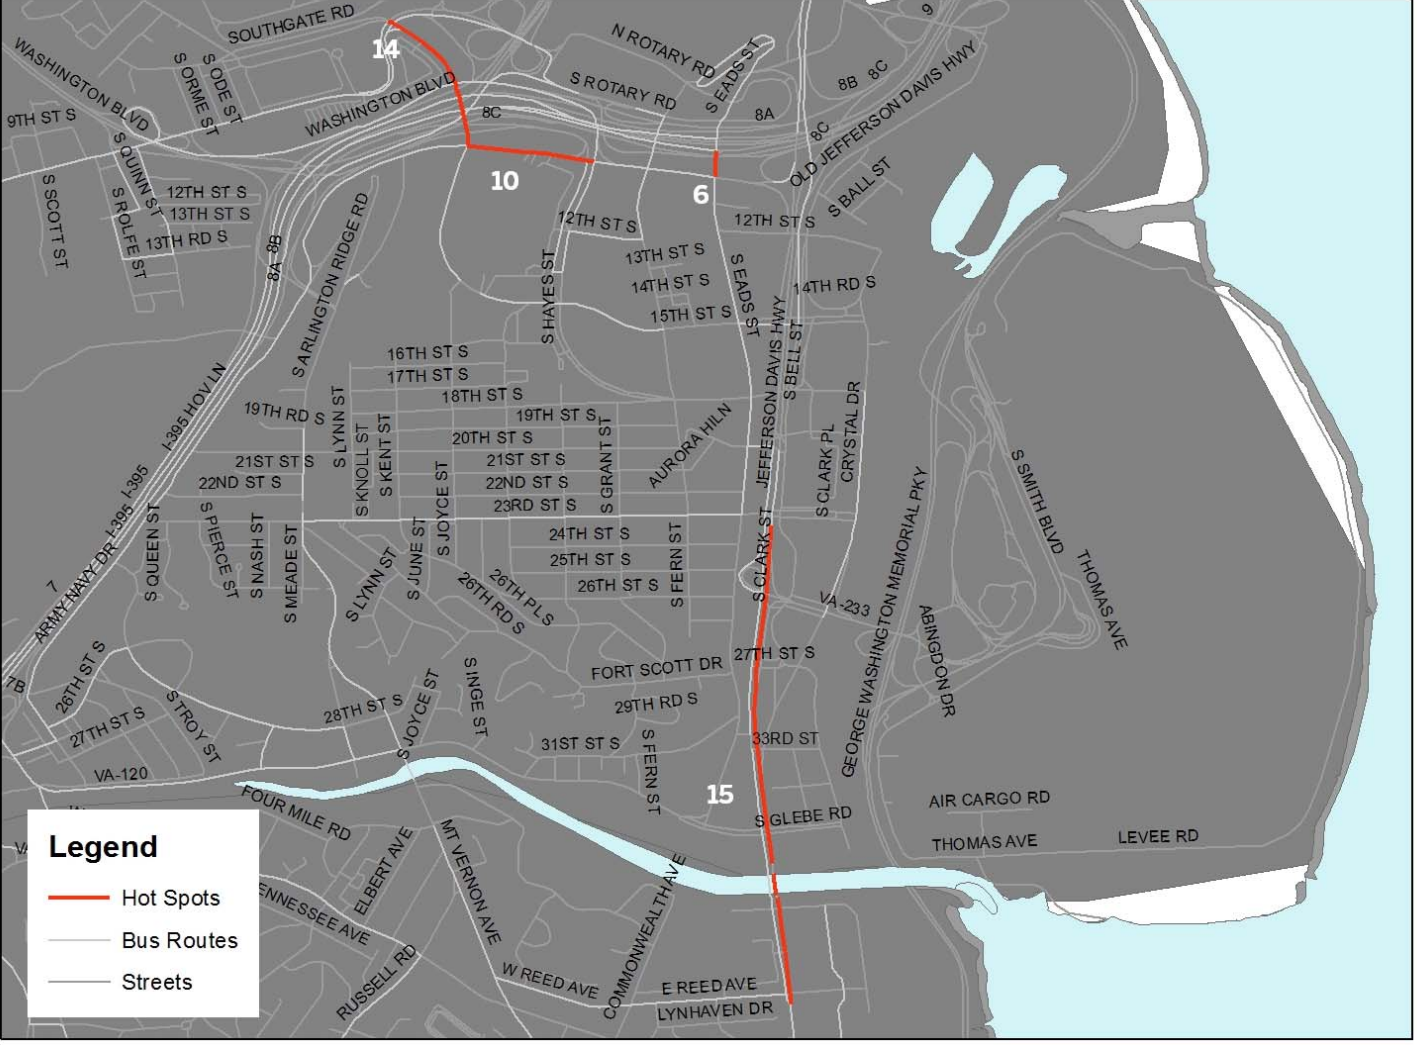 SOUTHGATE RD
14
N ROTARY RD
S EADS ST
9
WASHINGTON BLVD
S ORME ST
S ODE ST
WASHINGTON BLVD
8C
S ROTARY RD
8A
8B
8C
8C
OLD JEFFERSON DAVIS HWY
9TH ST S
S QUINN ST
S SCOTT ST
S ROLFE ST
12TH ST S
13TH ST S
13TH RD S
10
6
S BALL ST
12TH ST S
12TH ST S
8B
8A
S ARLINGTON RIDGE RD
S HAYES ST
13TH ST S
14TH ST S
15TH ST S
S EADS ST
14TH RD S
JEFFERSON DAVIS HWY
S BELL ST
16TH ST S
17TH ST S
18TH ST S
19TH RD S
19TH ST S
20TH ST S
21ST ST S
21ST ST S
22ND ST S
22ND ST S
23RD ST S
S LYNN ST
S KNOLL ST
S KENT ST
S JOYCE ST
S GRANT ST
AURORA HILN
S CLARK PL
CRYSTAL DR
I-395 HOV LN
I-395
I-395
ARMY NAVY DR
7
S QUEEN ST
S PIERCE ST
S NASH ST
S MEADE ST
S LYNN ST
S JUNE ST
24TH ST S
25TH ST S
26TH ST S
26TH PL S
26TH RD S
S FERN ST
S CLARK ST
VA-233
GEORGE WASHINGTON MEMORIAL PKY
S SMITH BLVD
THOMAS AVE
ABINGDON DR
7B
26TH ST S
27TH ST S
S TROY ST
28TH ST S
S JOYCE ST
S INGE ST
FORT SCOTT DR
27TH ST S
29TH RD S
31ST ST S
S FERN ST
33RD ST
15
S GLEBE RD
VA-120
FOUR MILE RD
AIR CARGO RD
THOMAS AVE
LEVEE RD
ELBERT AVE
MT VERNON AVE
COMMONWEALTH AVE
ENNESSEE AVE
RUSSELL RD
W REED AVE
E REED AVE
LYNHAVEN DR
Legend
Hot Spots
Bus Routes
Streets